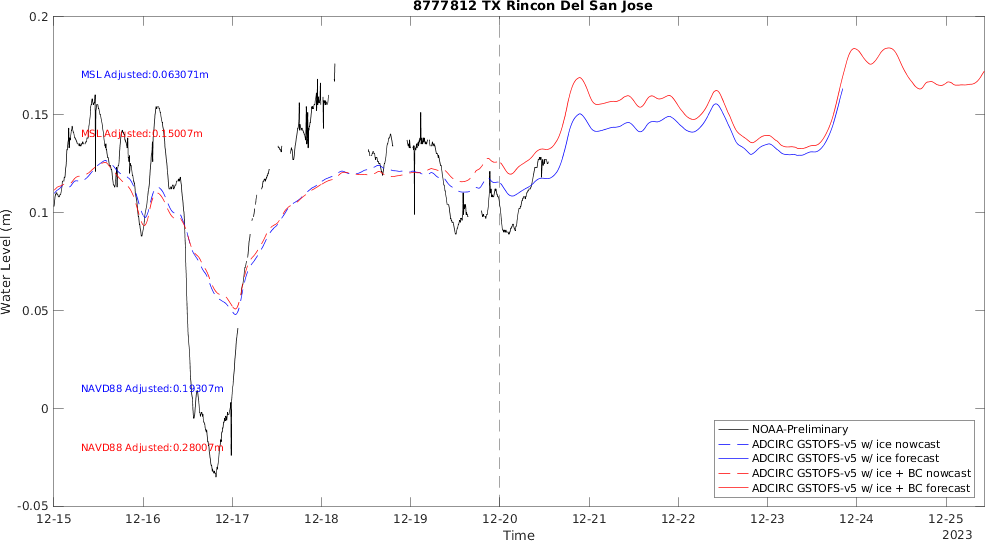 8777812 TX Rincon Del San Jose
0.2
0.15
0.1
0.05
0
-0.05
Water Level (m)
MSL Adjusted:0.063071m
MSL Adjusted:0.15007m
NAVD88 Adjusted:0.19307m
NAVD88 Adjusted:0.28007m
NOAA-Preliminary
ADCIRC GSTOFS-v5 w/ ice nowcast
ADCIRC GSTOFS-v5 w/ ice forecast
ADCIRC GSTOFS-v5 w/ ice + BC nowcast
ADCIRC GSTOFS-v5 w/ ice + BC forecast
12-15 12-16 12-17 12-18 12-19 12-20 12-21 12-22 12-23 12-24 12-25
Time
2023